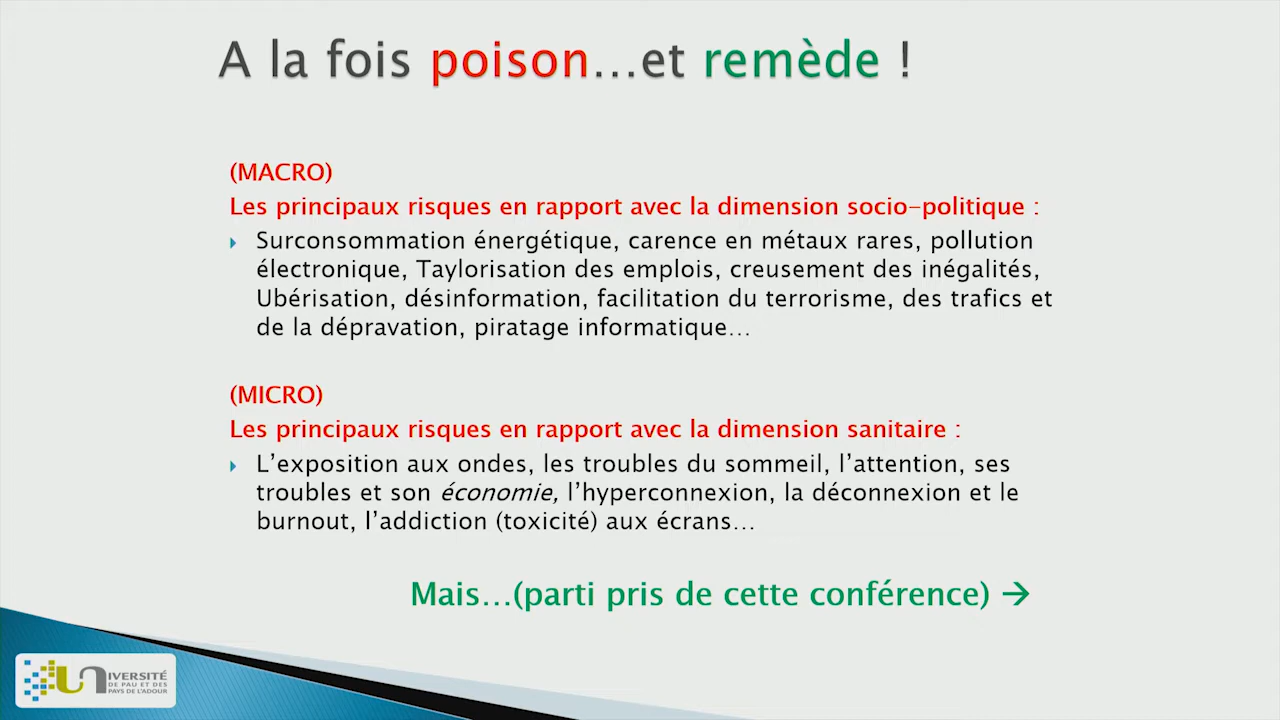 A la fois poison...et remède !
(MACRO)
Les principaux risques en rapport avec la dimension socio-politique :
Surconsommation énergétique, carence en métaux rares, pollution
électronique, Taylorisation des emplois, creusement des inégalités,
Ubérisation, désinformation, facilitation du terrorisme, des trafics et
de la dépravation, piratage informatique…
(MICRO)
Les principaux risques en rapport avec la dimension sanitaire :
L’exposition aux ondes, les troubles du sommeil, l’attention, ses
troubles et son économie, l’hyperconnexion, la déconnexion et le
burnout, l’addiction (toxicité) aux écrans…
Mais…(parti pris de cette conférence) →
UNIVERSITÉ
DE PAU ET DES
PAYS DE L'ADOUR